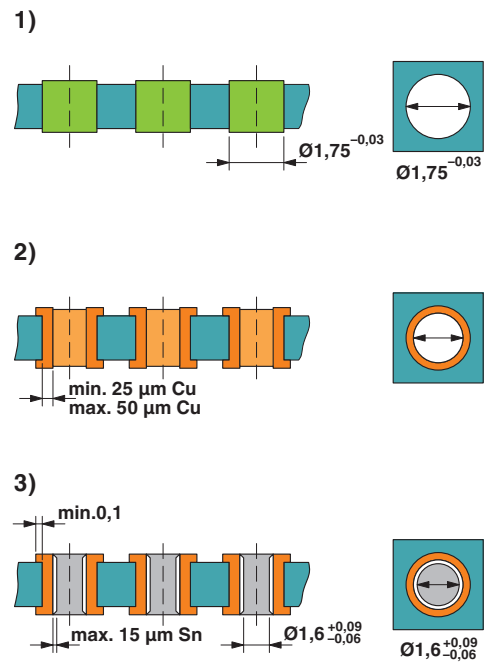 1)
Ø1,75 –0,03
Ø1,75 –0,03
2)
min. 25 µm Cu
max. 50 µm Cu
3)
min.0,1
max. 15 µm Sn
Ø1,6 +0,09 –0,06
Ø1,6 +0,09 –0,06